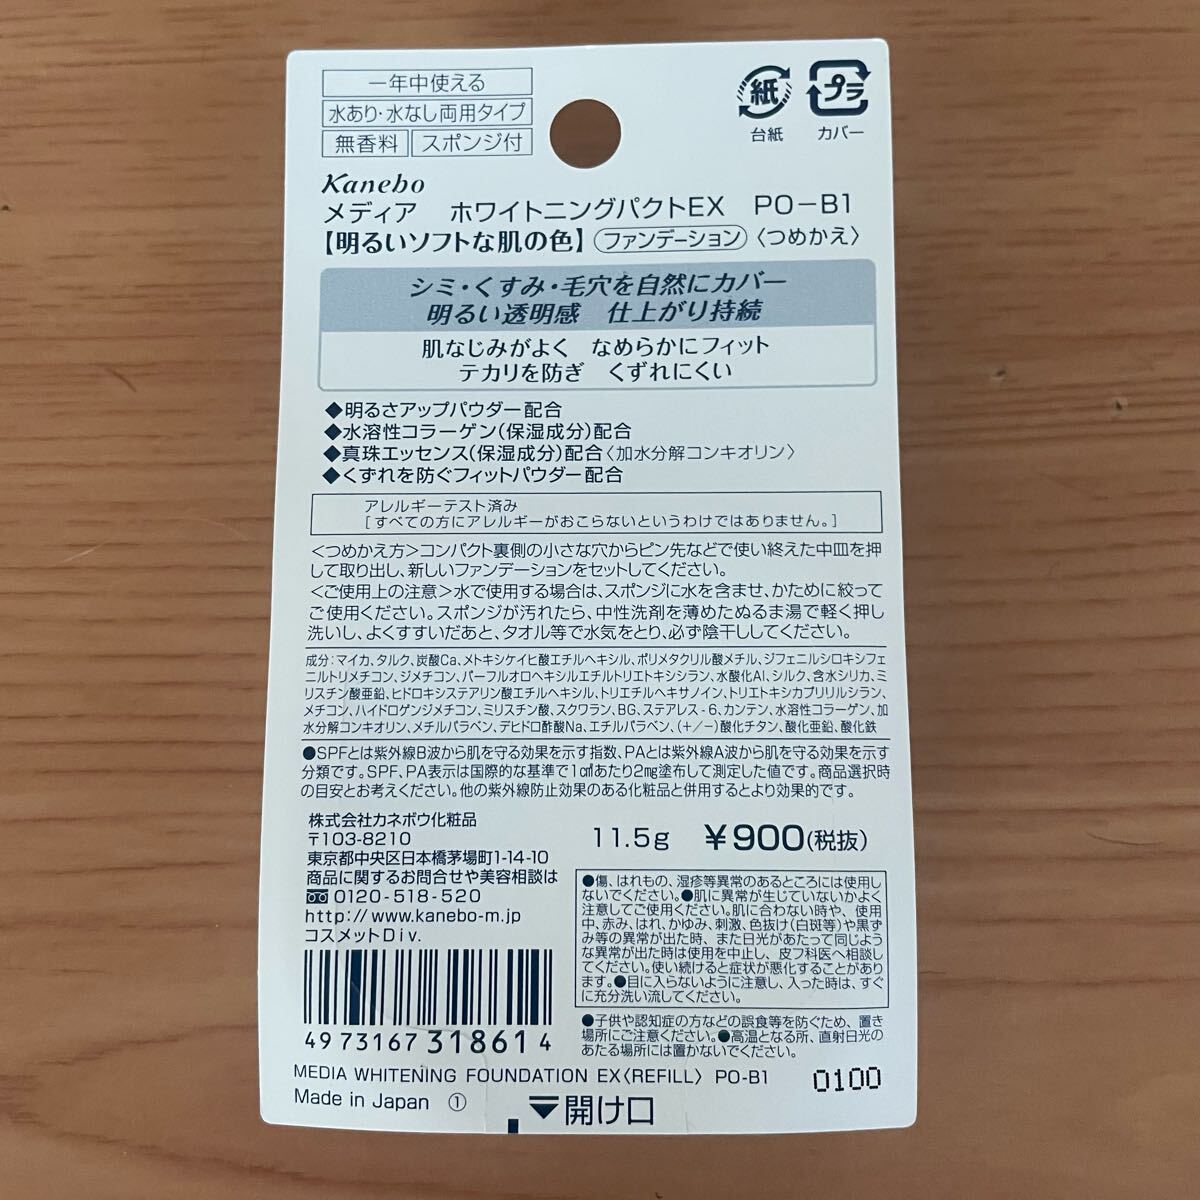 一年中使える
水あり・水なし両用タイプ
無香料 スポンジ付
紙
台紙
プラ
カバー
Kanebo
メディア ホワイトニングパクトEX PO-B1
【明るいソフトな肌の色】 ファンデーション 〈つめかえ〉
シミ・くすみ・毛穴を自然にカバー
明るい透明感 仕上がり持続
肌なじみがよく なめらかにフィット
テカリを防ぎ くずれにくい
◆明るさアップパウダー配合
◆水溶性コラーゲン(保湿成分)配合
◆真珠エッセンス(保湿成分)配合〈加水分解コンキオリン〉
◆くずれを防ぐフィットパウダー配合
アレルギーテスト済み
[すべての方にアレルギーがおこらないというわけではありません。]
<つめかえ方>コンパクト裏側の小さな穴からピン先などで使い終えた中皿を押
して取り出し、新しいファンデーションをセットしてください。
<ご使用上の注意>水で使用する場合は、スポンジに水を含ませ、かために絞って
ご使用ください。スポンジが汚れたら、中性洗剤を薄めたぬるま湯で軽く押し
洗いし、よくすすいだあと、タオル等で水気をとり、必ず陰干ししてください。
成分:マイカ、タルク、炭酸Ca、メトキシケイヒ酸エチルヘキシル、ポリメタクリル酸メチル、ジフェニルシロキシフェ
ニルトリメチコン、ジメチコン、パーフルオロヘキシルエチルトリエトキシシラン、水酸化Al、シルク、含水シリカ、ミ
リスチン酸亜鉛、ヒドロキシステアリン酸エチルヘキシル、トリエチルヘキサノイン、トリエトキシカプリリルシラン、
メチコン、ハイドロゲンジメチコン、ミリスチン酸、スクワラン、BG、ステアレス-6、カンテン、水溶性コラーゲン、加
水分解コンキオリン、メチルパラベン、デヒドロ酢酸Na、エチルパラベン、(+/-)酸化チタン、酸化亜鉛、酸化鉄
●SPFとは紫外線B波から肌を守る効果を示す指数、PAとは紫外線A波から肌を守る効果を示す
分類です。SPF、PA表示は国際的な基準で1c㎡あたり2mg塗布して測定した値です。商品選択時
の目安とお考えください。他の紫外線防止効果のある化粧品と併用するとより効果的です。
株式会社カネボウ化粧品
〒103-8210
東京都中央区日本橋茅場町1-14-10
商品に関するお問合せや美容相談は
0120-518-520
http://www.kanebo-m.jp
コスメットDiv.
11.5g ¥900(税抜)
●傷、はれもの、湿疹等異常のあるところには使用し
ないでください。●肌に異常が生じていないかよく
注意してご使用ください。肌に合わない時や、使用
中、赤み、はれ、かゆみ、刺激、色抜け(白斑等)や黒ず
み等の異常が出た時、また日光があたって同じよう
な異常が出た時は使用を中止し、皮フ科医へ相談し
てください。使い続けると症状が悪化することがあり
ます。●目に入らないように注意し、入った時は、すぐ
に充分洗い流してください。
●子供や認知症の方などの誤食等を防ぐため、置き
場所にご注意ください。●高温となる所、直射日光の
あたる場所には置かないでください。
4973167318614
MEDIA WHITENING FOUNDATION EX〈REFILL〉 PO-B1
0100
Made in Japan ①
▼開け口